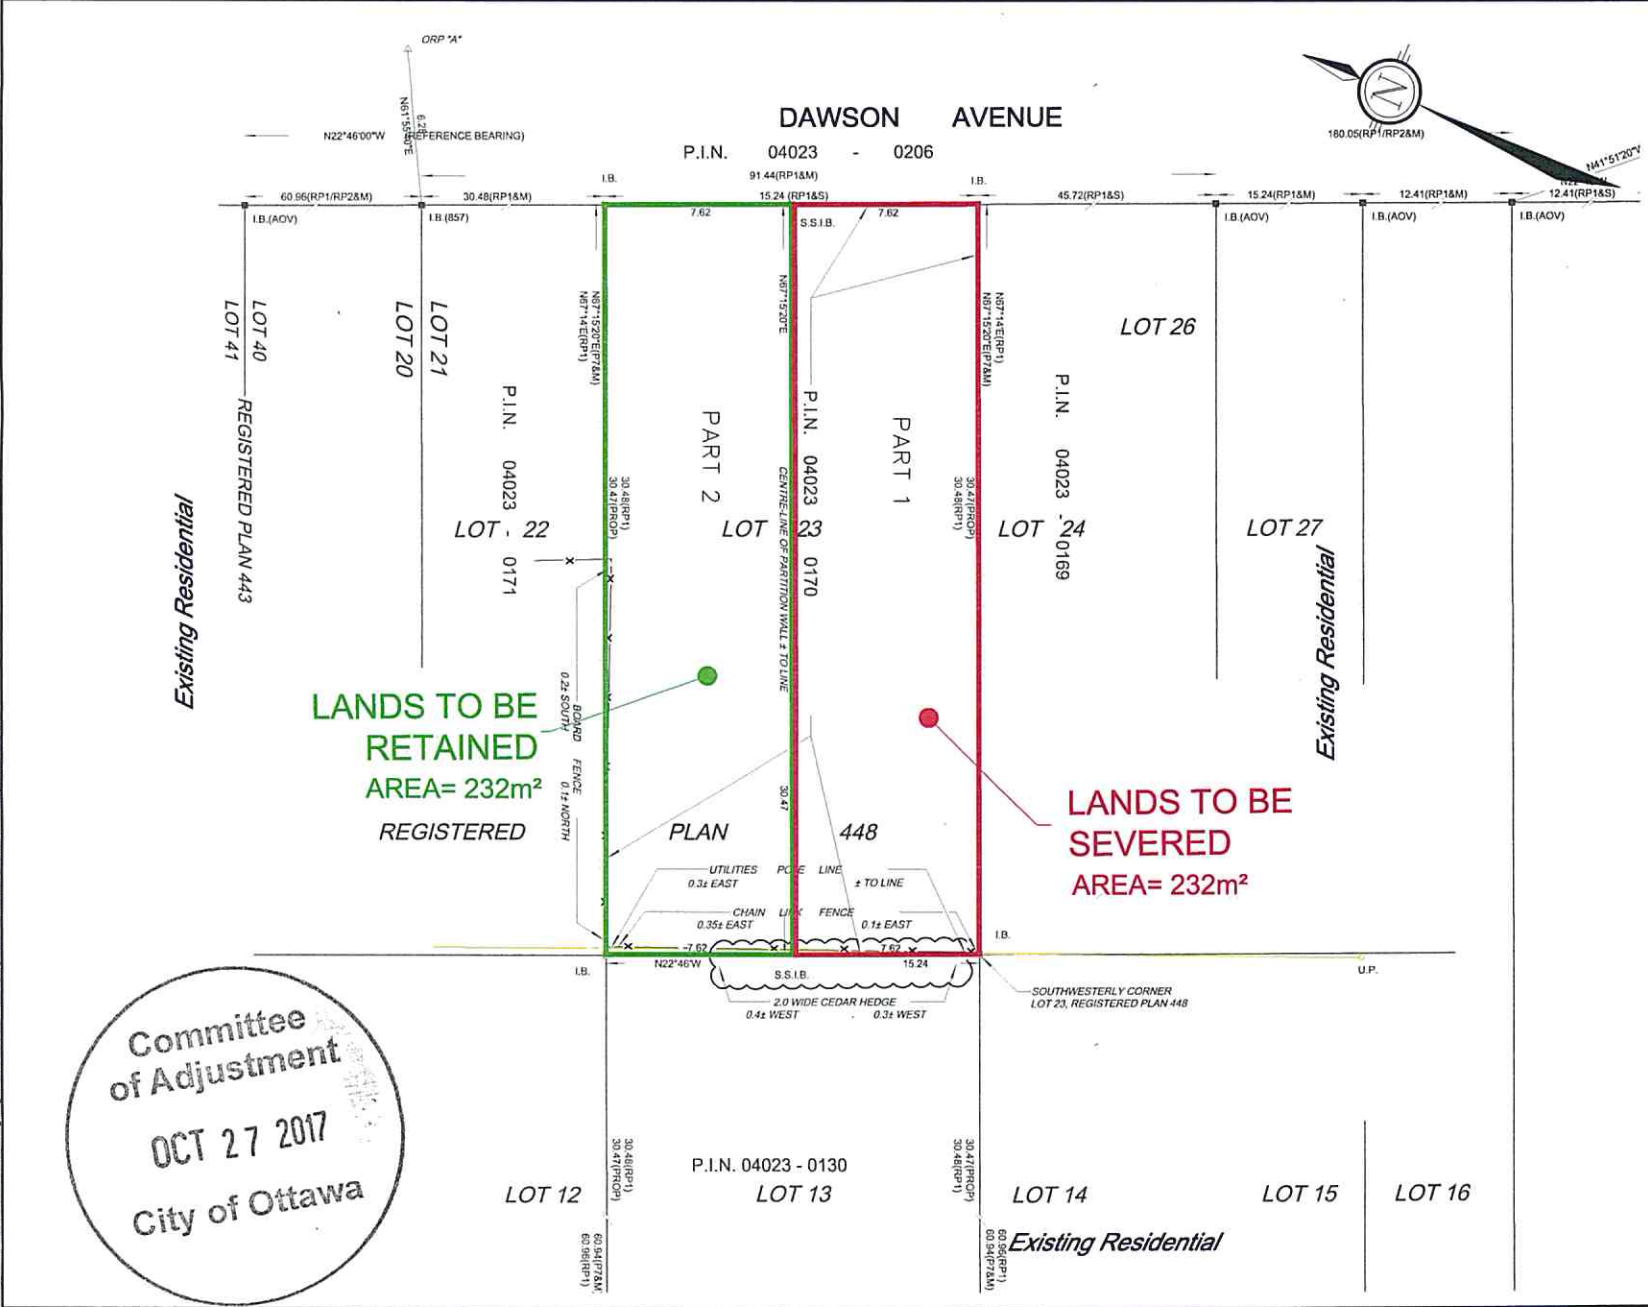 ORP "A"
N61°55'40"E
6.28
N22°46'00"W (REFERENCE BEARING)
DAWSON AVENUE
P.I.N. 04023 - 0206
91.44(RP1&M)
180.05(RP1/RP2&M)
N
N41°51'20"W
60.96(RP1/RP2&M)
30.48(RP1&M)
I.B.
15.24 (RP1&S)
I.B.
45.72(RP1&S)
15.24(RP1&M)
12.41(RP1&M)
12.41(RP1&S)
I.B.(AOV)
I.B.(857)
7.62
S.S.I.B.
7.62
I.B.(AOV)
I.B.(AOV)
I.B.(AOV)
LOT 40
LOT 41
LOT 21
LOT 20
N67°15'20"E(P7&M)
N67°14'E(RP1)
N67°15'20"E
N67°14'E(RP1)
N67°15'20"E(P7&M)
LOT 26
REGISTERED PLAN 443
P.I.N. 04023 - 0171
PART 2
P.I.N. 04023 - 0170
PART 1
P.I.N. 04023 - 0169
30.48(RP1)
30.47(PROP)
CENTRE-LINE OF PARTITION WALL ± TO LINE
30.47(PROP)
30.48(RP1)
LOT 22
LOT 23
LOT 24
LOT 27
Existing Residential
Existing Residential
LANDS TO BE
RETAINED
AREA= 232m²
BOARD FENCE
0.2± SOUTH
0.1± NORTH
30.47
LANDS TO BE
SEVERED
AREA= 232m²
REGISTERED PLAN 448
UTILITIES POLE LINE
0.3± EAST
± TO LINE
CHAIN LINK FENCE
0.35± EAST
0.1± EAST
7.62
7.62
I.B.
I.B.
N22°46'W
S.S.I.B.
15.24
U.P.
2.0 WIDE CEDAR HEDGE
0.4± WEST
0.3± WEST
SOUTHWESTERLY CORNER
LOT 23, REGISTERED PLAN 448
Committee
of Adjustment
OCT 27 2017
City of Ottawa
30.48(RP1)
30.47(PROP)
P.I.N. 04023 - 0130
30.47(PROP)
30.48(RP1)
LOT 12
LOT 13
LOT 14
LOT 15
LOT 16
60.94(P7&M)
60.96(RP1)
60.96(RP1)
60.94(P7&M)
Existing Residential